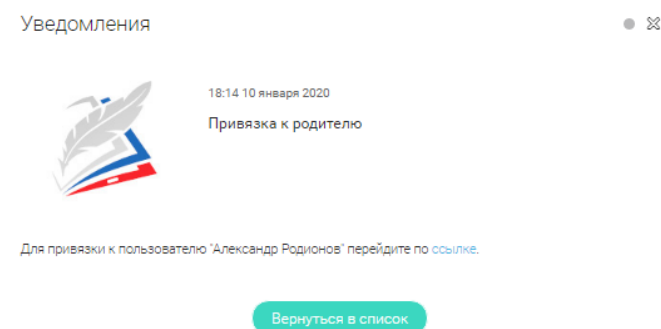 Уведомления
18:14 10 января 2020
Привязка к родителю
Для привязки к пользователю "Александр Родионов" перейдите по ссылке.
Вернуться в список